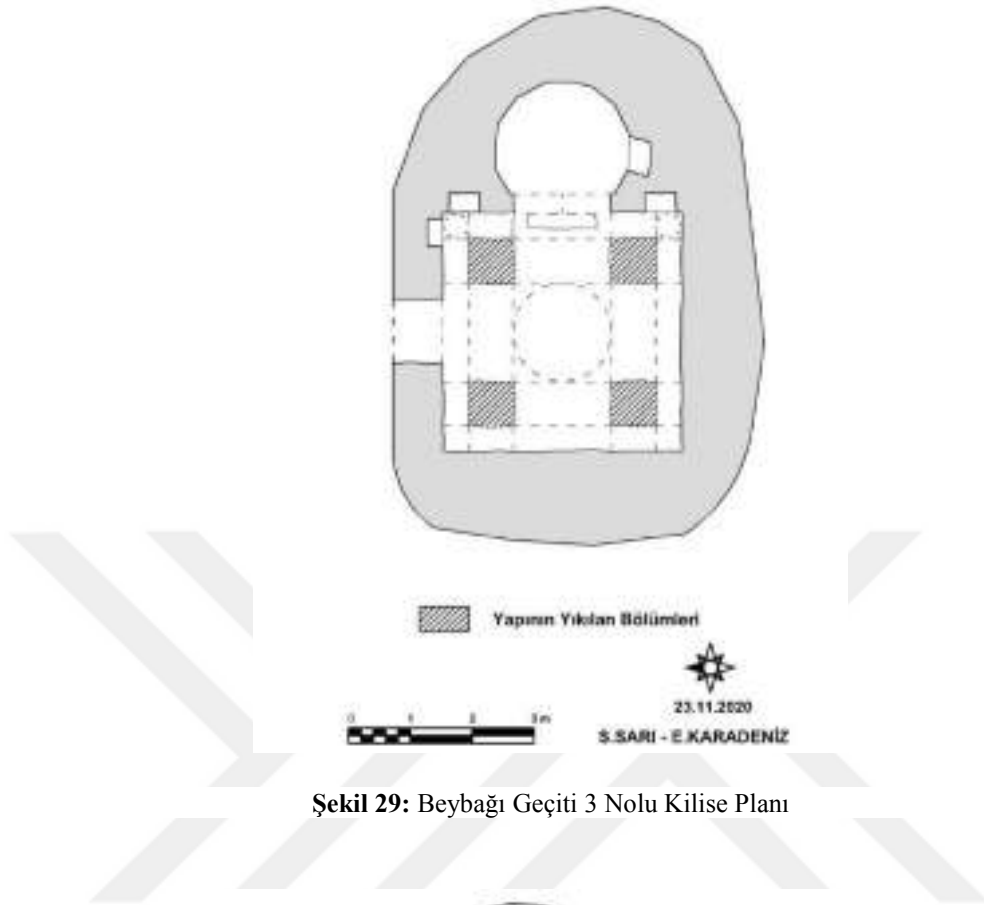 Yapının Yıkılan Bölümleri
23.11.2020
0 1 2 3 m
S.SARI - E.KARADENİZ
Şekil 29: Beybağı Geçiti 3 Nolu Kilise Planı